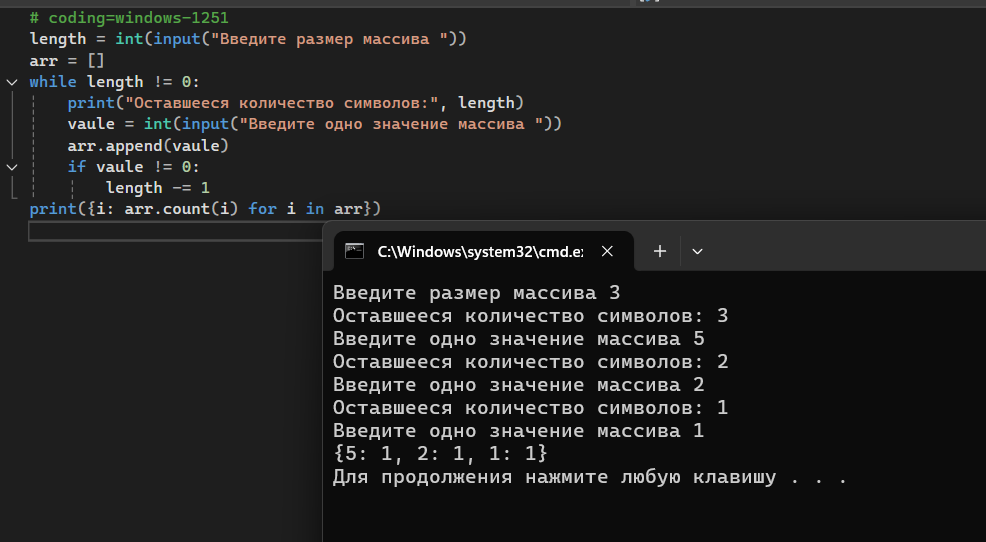 # coding=windows-1251
length = int(input("Введите размер массива "))
arr = []
while length != 0:
    print("Оставшееся количество символов:", length)
    vaule = int(input("Введите одно значение массива "))
    arr.append(vaule)
    if vaule != 0:
        length -= 1
print({i: arr.count(i) for i in arr})
C:\Windows\system32\cmd.e
Введите размер массива 3
Оставшееся количество символов: 3
Введите одно значение массива 5
Оставшееся количество символов: 2
Введите одно значение массива 2
Оставшееся количество символов: 1
Введите одно значение массива 1
{5: 1, 2: 1, 1: 1}
Для продолжения нажмите любую клавишу . . .